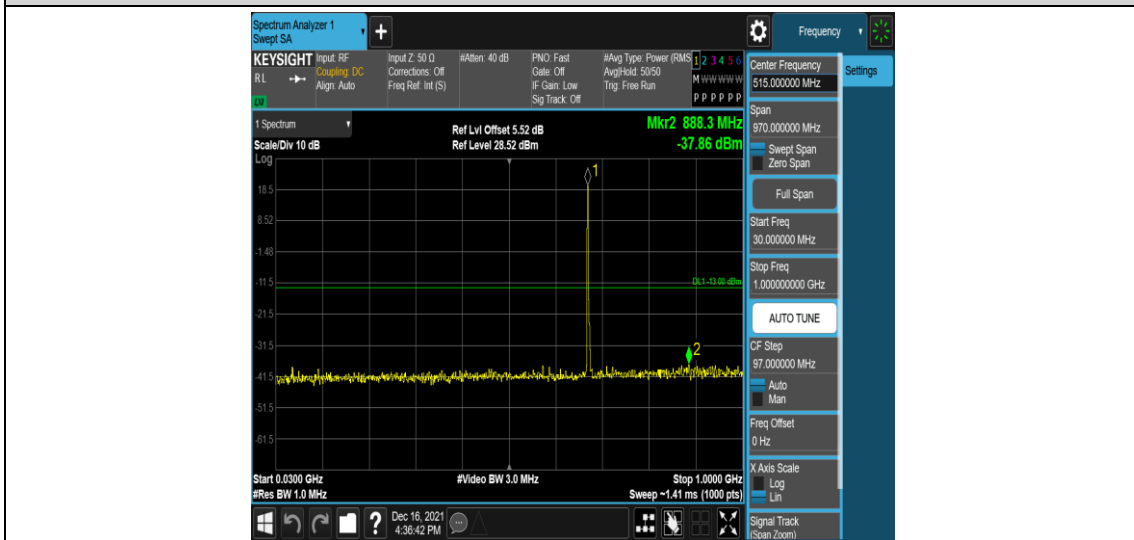 Spectrum Analyzer 1
Swept SA
+
Frequency
KEYSIGHT
RL
LXI
Input: RF
Coupling: DC
Align: Auto
Input Z: 50 Ω
Corrections: Off
Freq Ref: Int (S)
#Atten: 40 dB
PNO: Fast
Gate: Off
IF Gain: Low
Sig Track: Off
#Avg Type: Power (RMS
Avg|Hold: 50/50
Trig: Free Run
1 2 3 4 5 6
M W W W W W
P P P P P P
Center Frequency
515.000000 MHz
Settings
1 Spectrum
Scale/Div 10 dB
Ref Lvl Offset 5.52 dB
Ref Level 28.52 dBm
Mkr2 888.3 MHz
-37.86 dBm
Log
18.5
8.52
-1.48
-11.5
-21.5
-31.5
-41.5
-51.5
-61.5
1
DL1 -13.00 dBm
2
Start 0.0300 GHz
#Res BW 1.0 MHz
#Video BW 3.0 MHz
Stop 1.0000 GHz
Sweep ~1.41 ms (1000 pts)
Span
970.000000 MHz
Swept Span
Zero Span
Full Span
Start Freq
30.000000 MHz
Stop Freq
1.000000000 GHz
AUTO TUNE
CF Step
97.000000 MHz
Auto
Man
Freq Offset
0 Hz
X Axis Scale
Log
Lin
Signal Track
(Span Zoom)
?
Dec 16, 2021
4:36:42 PM